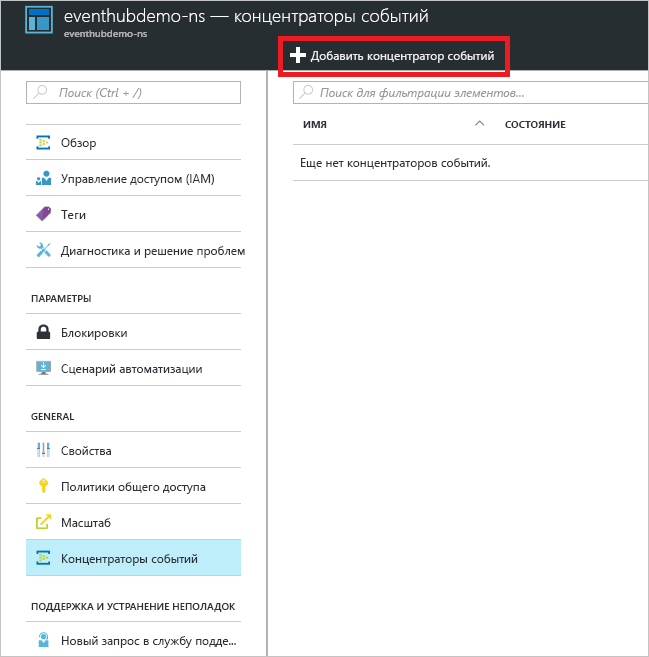 eventhubdemo-ns — концентраторы событий
eventhubdemo-ns
Добавить концентратор событий
Поиск (Ctrl + /)
Обзор
Управление доступом (IAM)
Теги
Диагностика и решение проблем
ПАРАМЕТРЫ
Блокировки
Сценарий автоматизации
GENERAL
Свойства
Политики общего доступа
Масштаб
Концентраторы событий
ПОДДЕРЖКА И УСТРАНЕНИЕ НЕПОЛАДОК
Новый запрос в службу подде...
Поиск для фильтрации элементов...
ИМЯ
СОСТОЯНИЕ
Еще нет концентраторов событий.